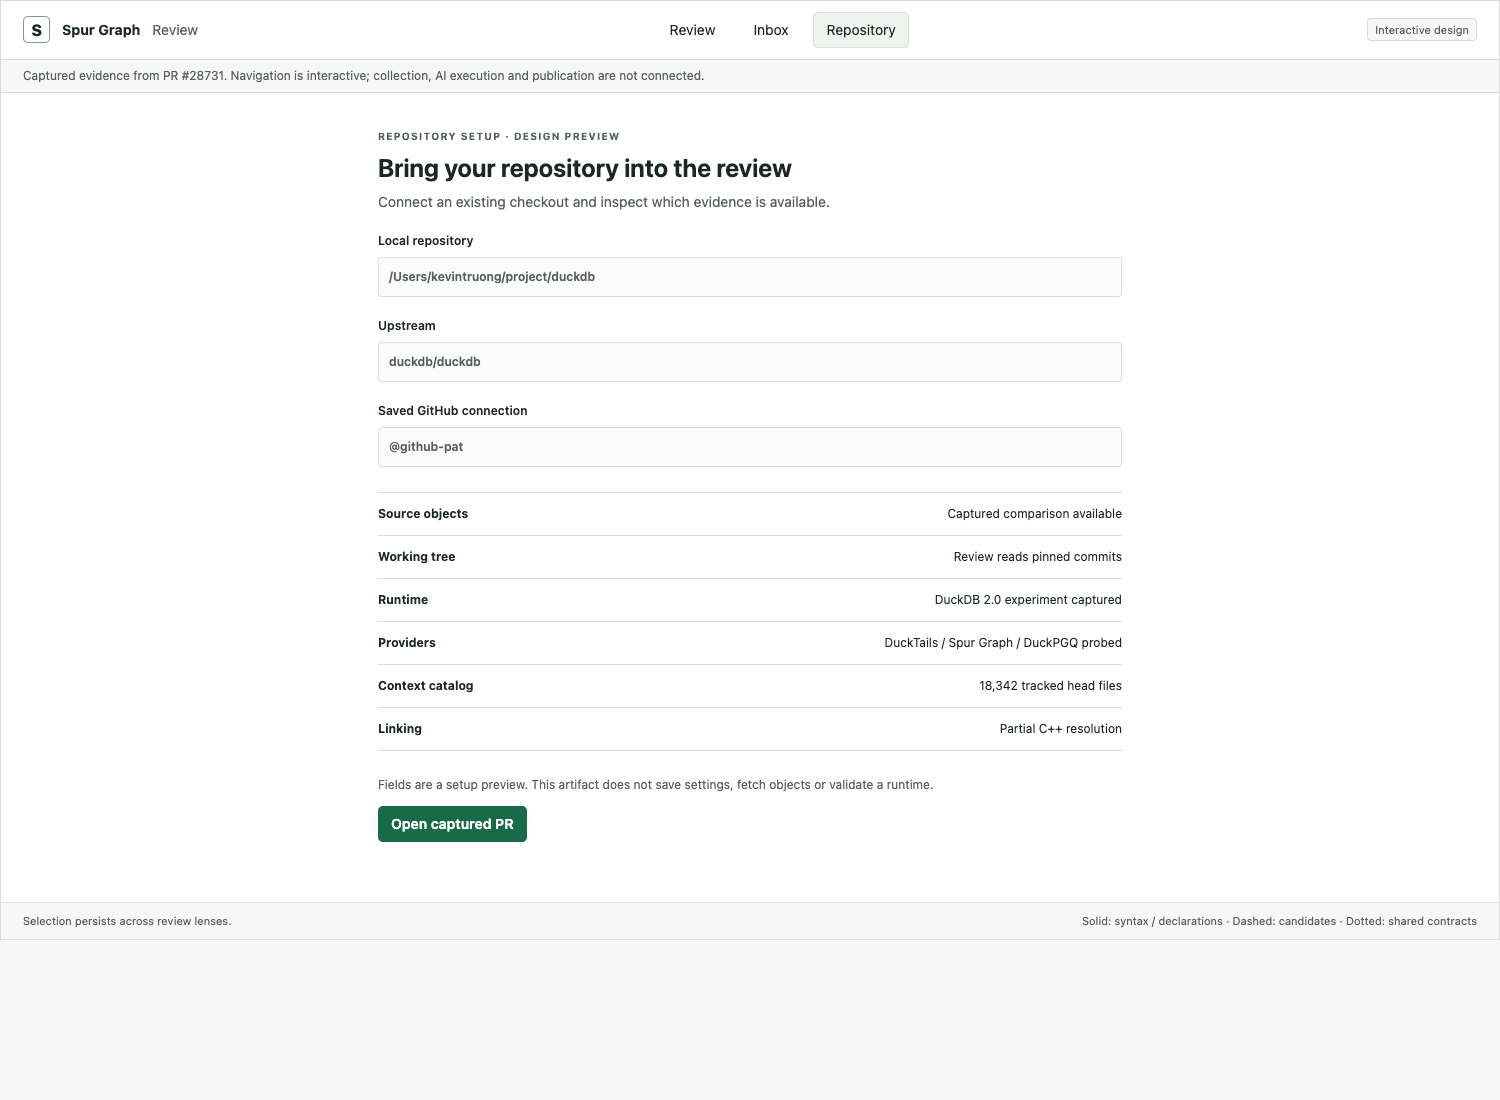 S Spur Graph Review Review Inbox Repository Interactive design
Captured evidence from PR #28731. Navigation is interactive; collection, AI execution and publication are not connected.
REPOSITORY SETUP · DESIGN PREVIEW
Bring your repository into the review
Connect an existing checkout and inspect which evidence is available.
Local repository
/Users/kevintruong/project/duckdb
Upstream
duckdb/duckdb
Saved GitHub connection
@github-pat
Source objects Captured comparison available
Working tree Review reads pinned commits
Runtime DuckDB 2.0 experiment captured
Providers DuckTails / Spur Graph / DuckPGQ probed
Context catalog 18,342 tracked head files
Linking Partial C++ resolution
Fields are a setup preview. This artifact does not save settings, fetch objects or validate a runtime.
Open captured PR
Selection persists across review lenses. Solid: syntax / declarations · Dashed: candidates · Dotted: shared contracts